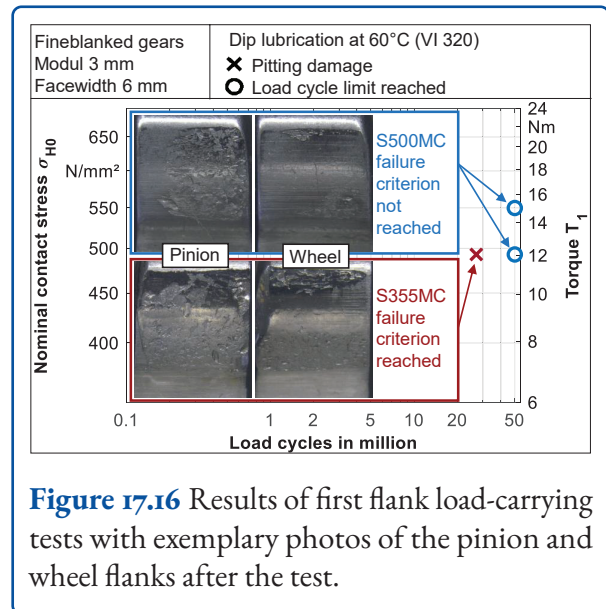 Fineblanked gears
Modul 3 mm
Facewidth 6 mm
Dip lubrication at 60°C (VI 320)
Pitting damage
Load cycle limit reached
Nominal contact stress σH0
650
N/mm²
550
500
450
400
S500MC
failure
criterion
not
reached
Pinion
Wheel
S355MC
failure
criterion
reached
24
Nm
18
16
14
12
10
8
6
Torque T1
0.1
1
2
5
10
20
50
Load cycles in million
Figure 17.16 Results of first flank load-carrying
tests with exemplary photos of the pinion and
wheel flanks after the test.